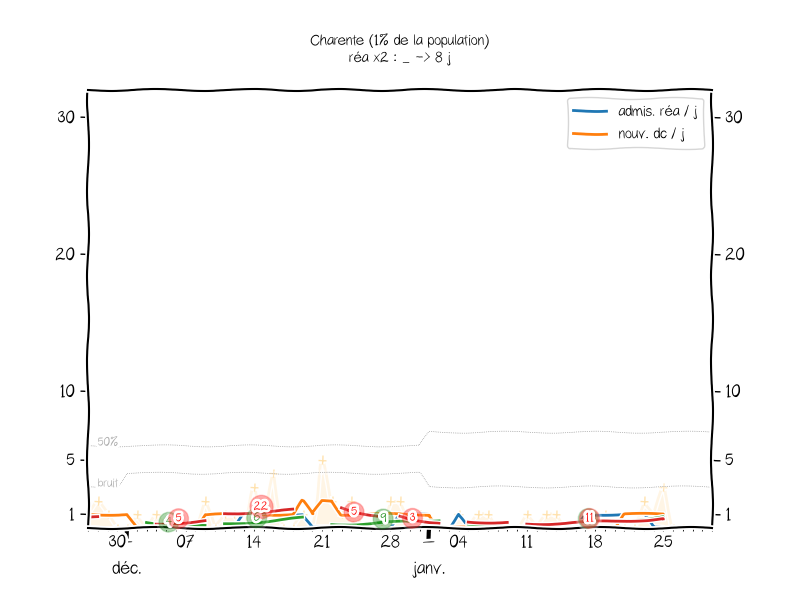 Charente (1% de la population)
réa x2 : _ -> 8 j
admis. réa / j
nouv. dc / j
30 30
20 20
10 10
50%
5 5
bruit
22
5 5 9 3 11
1 1
30 07 14 21 28 04 11 18 25
déc. janv.